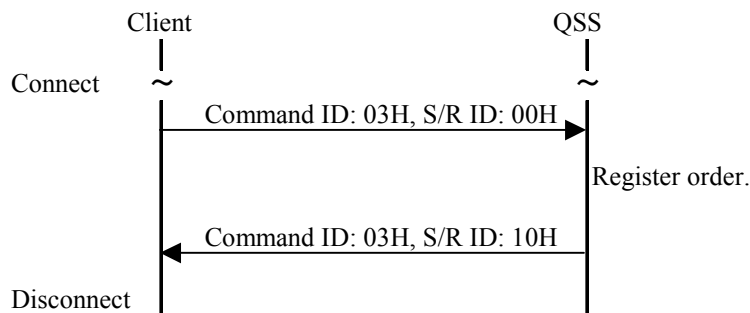 Client
QSS
Connect
~ ~
Command ID: 03H, S/R ID: 00H
Register order.
Command ID: 03H, S/R ID: 10H
Disconnect